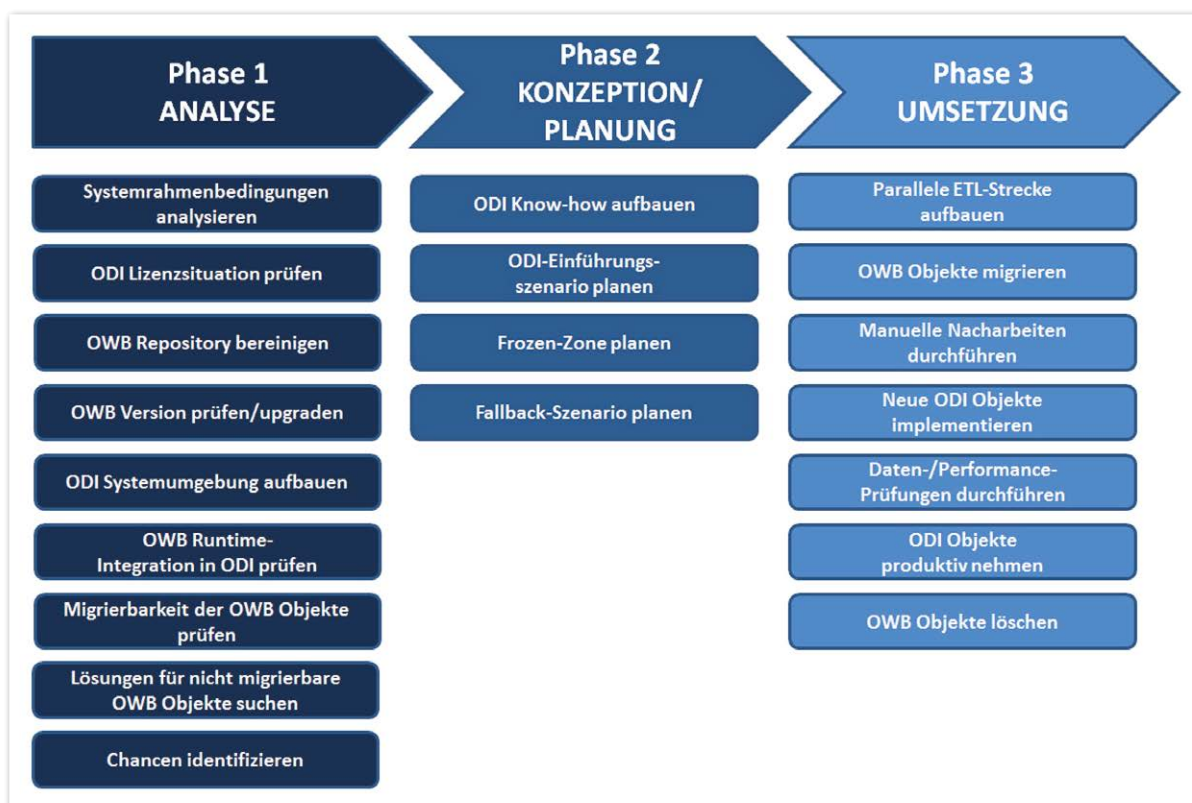 Phase 1
ANALYSE
Systemrahmenbedingungen
analysieren
ODI Lizenzsituation prüfen
OWB Repository bereinigen
OWB Version prüfen/upgraden
ODI Systemumgebung aufbauen
OWB Runtime-
Integration in ODI prüfen
Migrierbarkeit der OWB Objekte
prüfen
Lösungen für nicht migrierbare
OWB Objekte suchen
Chancen identifizieren
Phase 2
KONZEPTION/
PLANUNG
ODI Know-how aufbauen
ODI-Einführungs-
szenario planen
Frozen-Zone planen
Fallback-Szenario planen
Phase 3
UMSETZUNG
Parallele ETL-Strecke
aufbauen
OWB Objekte migrieren
Manuelle Nacharbeiten
durchführen
Neue ODI Objekte
implementieren
Daten-/Performance-
Prüfungen durchführen
ODI Objekte
produktiv nehmen
OWB Objekte löschen